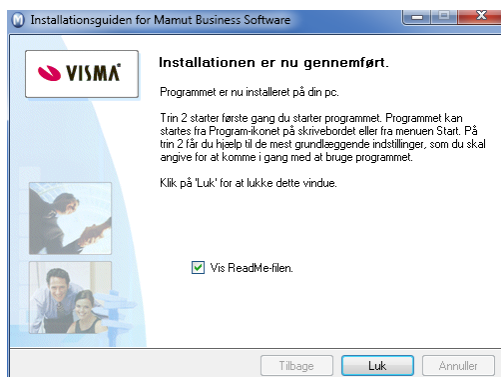 Installationsguiden for Mamut Business Software
VISMA
Installationen er nu gennemført.
Programmet er nu installeret på din pc.
Trin 2 starter første gang du starter programmet. Programmet kan
startes fra Program-ikonet på skrivebordet eller fra menuen Start. På
trin 2 får du hjælp til de mest grundlæggende indstillinger, som du skal
angive for at komme i gang med at bruge programmet.
Klik på 'Luk' for at lukke dette vindue.
Vis ReadMe-filen.
Tilbage
Luk
Annuller